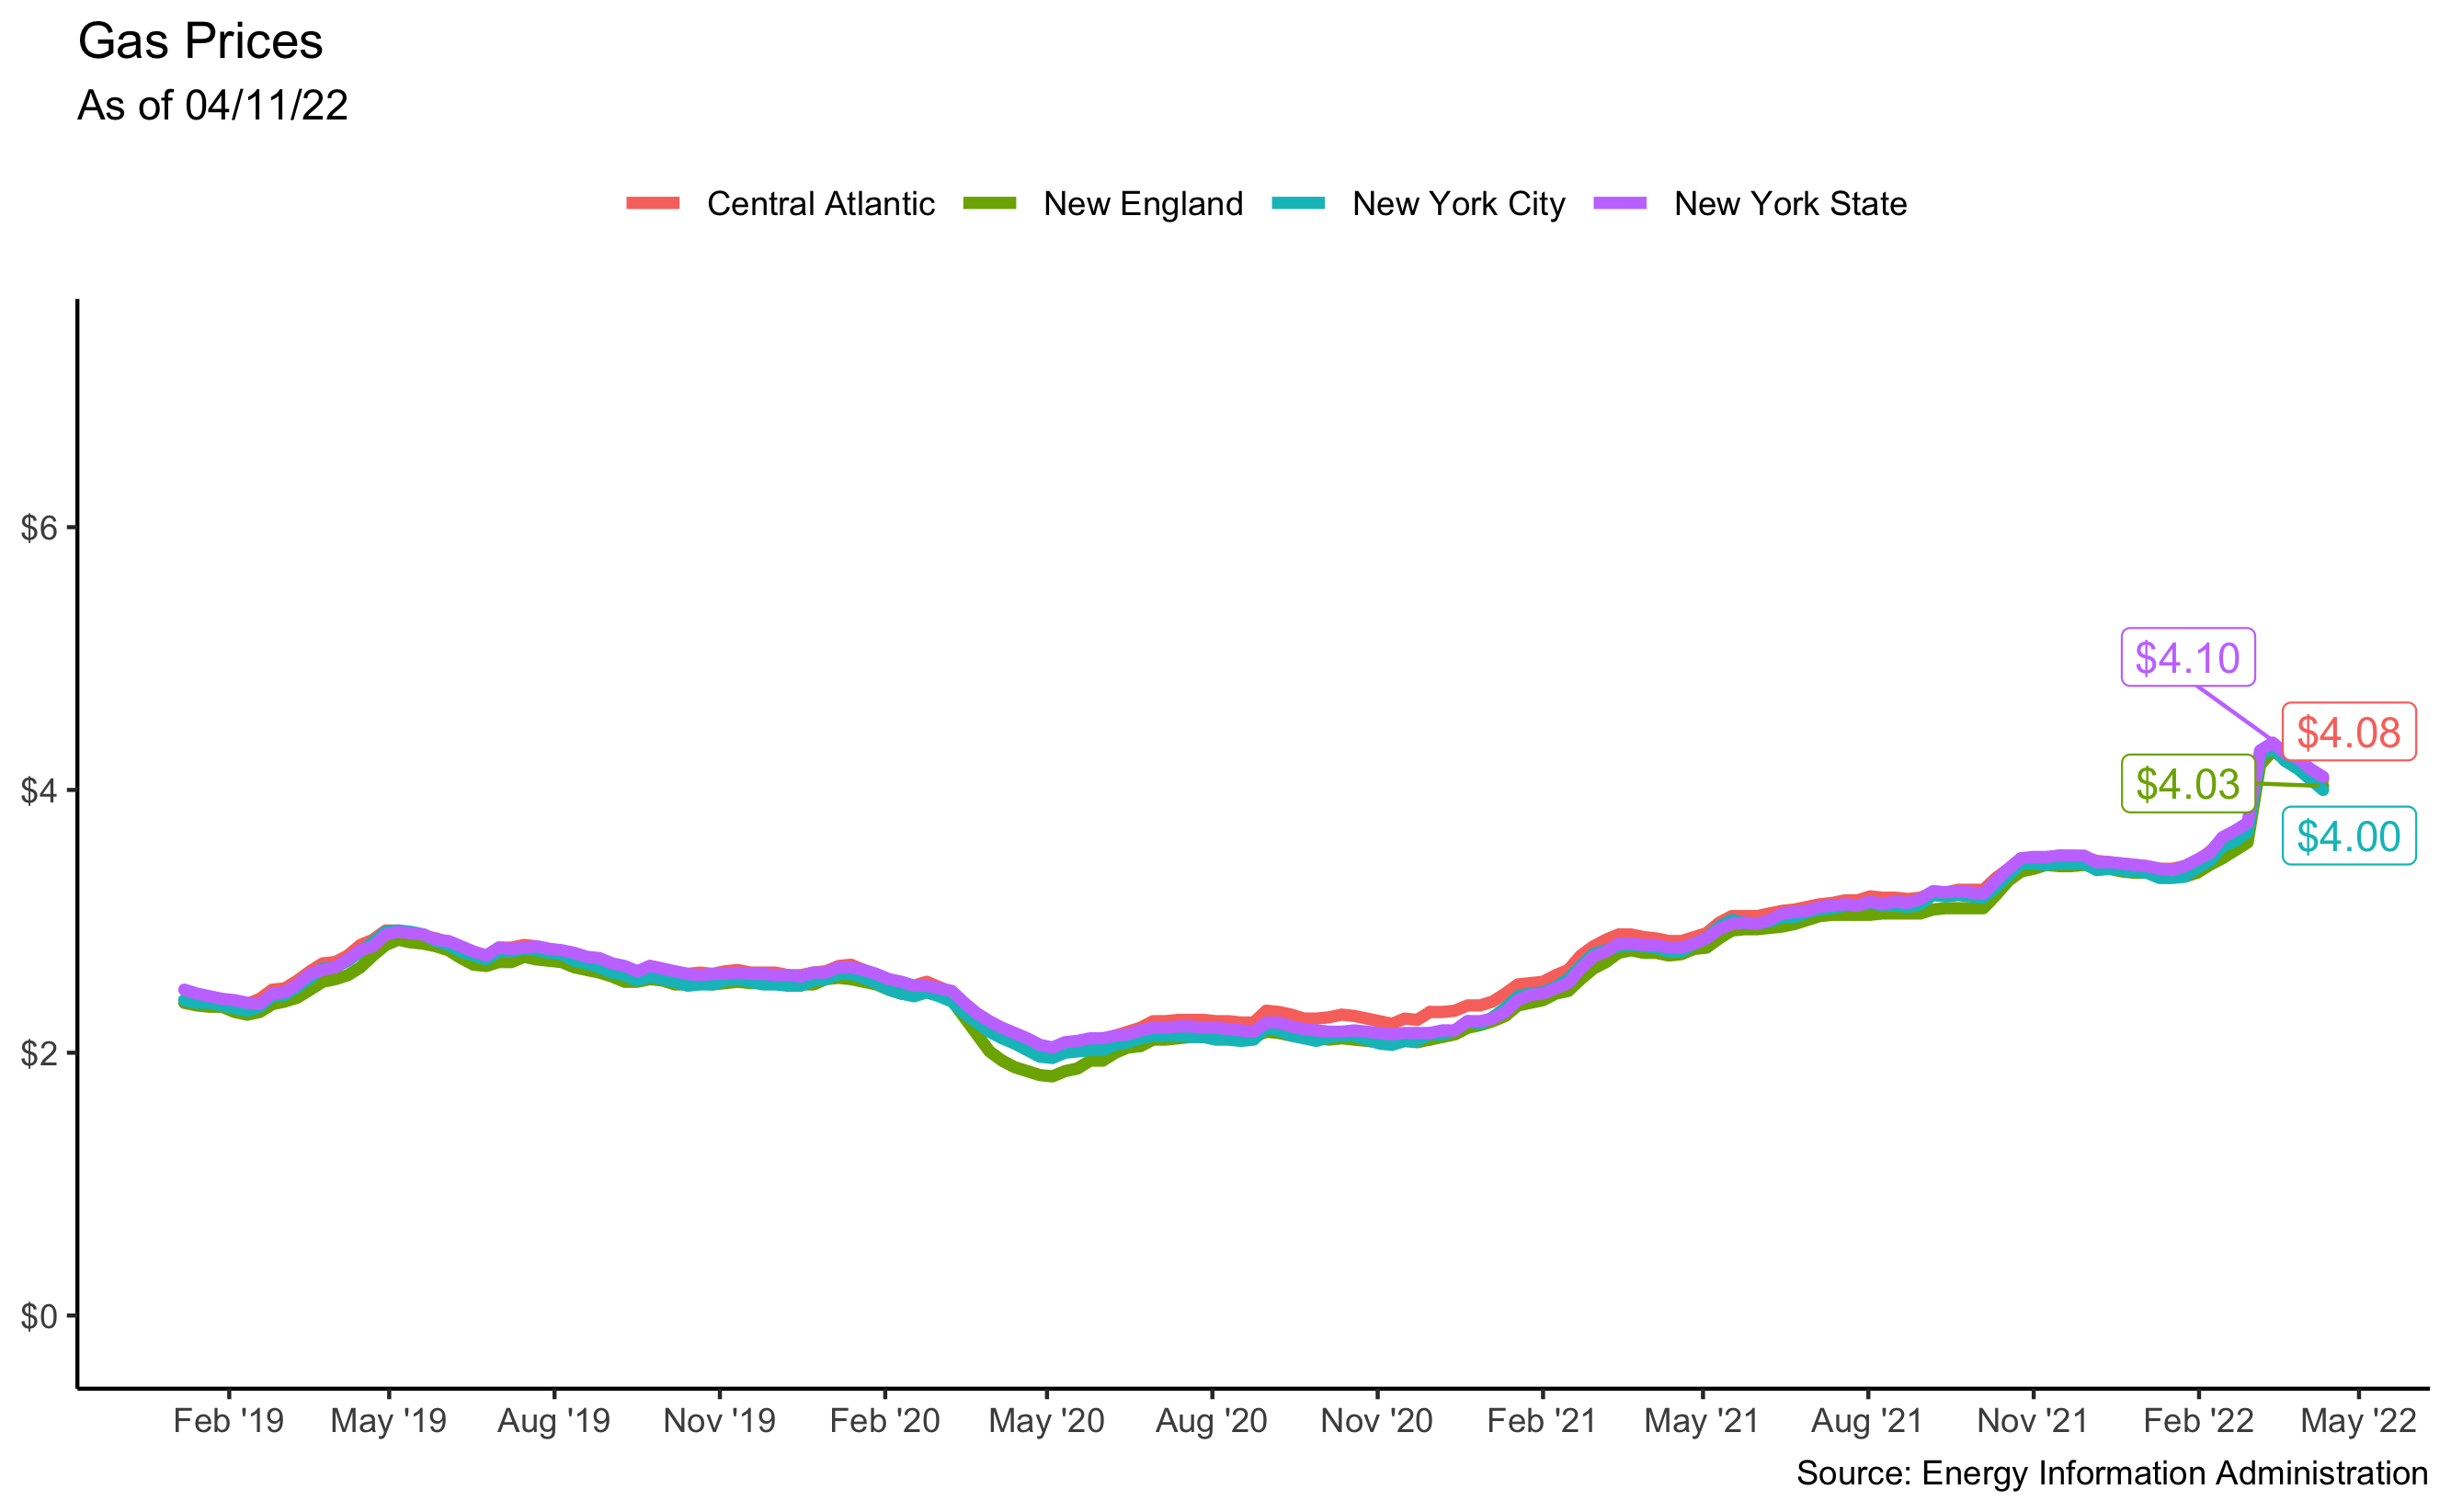 Gas Prices
As of 04/11/22
Central Atlantic New England New York City New York State
$6
$4
$2
$0
$4.10
$4.08
$4.03
$4.00
Feb '19 May '19 Aug '19 Nov '19 Feb '20 May '20 Aug '20 Nov '20 Feb '21 May '21 Aug '21 Nov '21 Feb '22 May '22
Source: Energy Information Administration